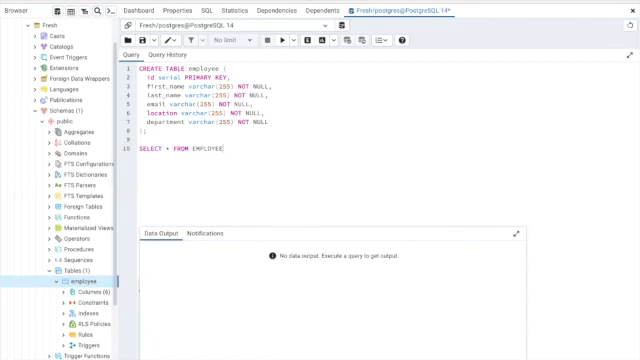 Browser
Dashboard Properties SQL Statistics Dependencies Dependents Fresh/postgres@PostgreSQL 14*
Fresh
Fresh/postgres@PostgreSQL 14
Casts
Catalogs
No limit
Event Triggers
Query Query History
Extensions
Foreign Data Wrappers
Languages
Publications
Schemas (1)
public
Aggregates
Collations
Domains
FTS Configurations
FTS Dictionaries
FTS Parsers
FTS Templates
Foreign Tables
Functions
Materialized Views
Operators
Procedures
Sequences
Tables (1)
employee
Columns (6)
Constraints
Indexes
RLS Policies
Rules
Triggers
Trigger Functions
1 CREATE TABLE employee (
2 id serial PRIMARY KEY,
3 first_name varchar(255) NOT NULL,
4 last_name varchar(255) NOT NULL,
5 email varchar(255) NOT NULL,
6 location varchar(255) NOT NULL,
7 department varchar(255) NOT NULL
8 );
9
10 SELECT * FROM EMPLOYEE
Data Output Notifications
No data output. Execute a query to get output.